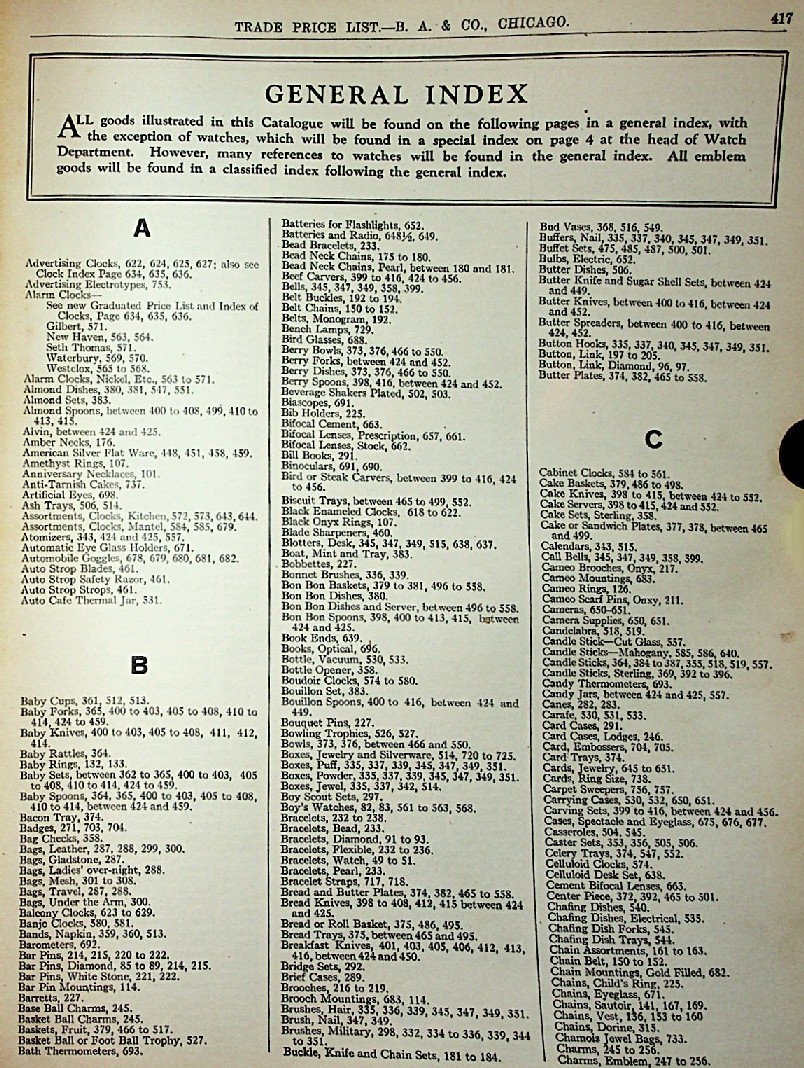 TRADE PRICE LIST.—B. A. & CO., CHICAGO.
417
GENERAL INDEX
ALL goods illustrated in this Catalogue will be found on the following pages in a general index, with
the exception of watches, which will be found in a special index on page 4 at the head of Watch
Department. However, many references to watches will be found in the general index. All emblem
goods will be found in a classified index following the general index.
A
Advertising Clocks, 622, 624, 625, 627; also see
Clock Index Page 634, 635, 636.
Advertising Electrotypes, 753.
Alarm Clocks—
See new Graduated Price List and Index of
Clocks, Page 634, 635, 636.
Gilbert, 571.
New Haven, 563, 564.
Seth Thomas, 571.
Waterbury, 569, 570.
Westclox, 565 to 568.
Alarm Clocks, Nickel, Etc., 563 to 571.
Almond Dishes, 380, 381, 547, 551.
Almond Sets, 383.
Almond Spoons, between 400 to 408, 499, 410 to
413, 415.
Alvin, between 424 and 425.
Amber Necks, 176.
American Silver Flat Ware, 448, 451, 458, 459.
Amethyst Rings, 107.
Anniversary Necklaces, 101.
Anti-Tarnish Cakes, 737.
Artificial Eyes, 698.
Ash Trays, 506, 514.
Assortments, Clocks, Kitchen, 572, 573, 643, 644.
Assortments, Clocks, Mantel, 584, 585, 679.
Atomizers, 343, 424 and 425, 557.
Automatic Eye Glass Holders, 671.
Automobile Goggles, 678, 679, 680, 681, 682.
Auto Strop Blades, 461.
Auto Strop Safety Razor, 461.
Auto Strop Strops, 461.
Auto Cafe Thermal Jar, 531.
B
Baby Cups, 361, 512, 513.
Baby Forks, 365, 400 to 403, 405 to 408, 410 to
414, 424 to 459.
Baby Knives, 400 to 403, 405 to 408, 411, 412,
414.
Baby Rattles, 364.
Baby Rings, 132, 133.
Baby Sets, between 362 to 365, 400 to 403, 405
to 408, 410 to 414, 424 to 459.
Baby Spoons, 364, 365, 400 to 403, 405 to 408,
410 to 414, between 424 and 459.
Bacon Tray, 374.
Badges, 271, 703, 704.
Bag Checks, 358.
Bags, Leather, 287, 288, 299, 300.
Bags, Gladstone, 287.
Bags, Ladies' over-night, 288.
Bags, Mesh, 301 to 308.
Bags, Travel, 287, 288.
Bags, Under the Arm, 300.
Balcony Clocks, 623 to 629.
Banjo Clocks, 580, 581.
Bands, Napkin, 359, 360, 513.
Barometers, 692.
Bar Pins, 214, 215, 220 to 222.
Bar Pins, Diamond, 85 to 89, 214, 215.
Bar Pins, White Stone, 221, 222.
Bar Pin Mountings, 114.
Barretts, 227.
Base Ball Charms, 245.
Basket Ball Charms, 245.
Baskets, Fruit, 379, 466 to 517.
Basket Ball or Foot Ball Trophy, 527.
Bath Thermometers, 693.
Batteries for Flashlights, 652.
Batteries and Radio, 648½, 649.
Bead Bracelets, 233.
Bead Neck Chains, 175 to 180.
Bead Neck Chains, Pearl, between 180 and 181.
Beef Carvers, 399 to 416, 424 to 456.
Bells, 345, 347, 349, 358, 399.
Belt Buckles, 192 to 194.
Belt Chains, 150 to 152.
Belts, Monogram, 192.
Bench Lamps, 729.
Bird Glasses, 688.
Berry Bowls, 373, 376, 466 to 550.
Berry Forks, between 424 and 452.
Berry Dishes, 373, 376, 466 to 550.
Berry Spoons, 398, 416, between 424 and 452.
Beverage Shakers Plated, 502, 503.
Biascopes, 691.
Bib Holders, 225.
Bifocal Cement, 663.
Bifocal Lenses, Prescription, 657, 661.
Bifocal Lenses, Stock, 662.
Bill Books, 291.
Binoculars, 691, 690.
Bird or Steak Carvers, between 399 to 416, 424
to 456.
Biscuit Trays, between 465 to 499, 552.
Black Enameled Clocks, 618 to 622.
Black Onyx Rings, 107.
Blade Sharpeners, 460.
Blotters, Desk, 345, 347, 349, 515, 638, 637.
Boat, Mint and Tray, 383.
Bobbettes, 227.
Bonnet Brushes, 336, 339.
Bon Bon Baskets, 379 to 381, 496 to 558.
Bon Bon Dishes, 380.
Bon Bon Dishes and Server, between 496 to 558.
Bon Bon Spoons, 398, 400 to 413, 415, between
424 and 425.
Book Ends, 639.
Books, Optical, 696.
Bottle, Vacuum, 530, 533.
Bottle Opener, 358.
Boudoir Clocks, 574 to 580.
Bouillon Set, 383.
Bouillon Spoons, 400 to 416, between 424 and
449.
Bouquet Pins, 227.
Bowling Trophies, 526, 527.
Bowls, 373, 376, between 466 and 550.
Boxes, Jewelry and Silverware, 514, 720 to 725.
Boxes, Puff, 335, 337, 339, 345, 347, 349, 351.
Boxes, Powder, 335, 337, 339, 345, 347, 349, 351.
Boxes, Jewel, 335, 337, 342, 514.
Boy Scout Sets, 297.
Boy's Watches, 82, 83, 561 to 563, 568.
Bracelets, 232 to 238.
Bracelets, Bead, 233.
Bracelets, Diamond, 91 to 93.
Bracelets, Flexible, 232 to 236.
Bracelets, Watch, 49 to 51.
Bracelets, Pearl, 233.
Bracelet Straps, 717, 718.
Bread and Butter Plates, 374, 382, 465 to 558.
Bread Knives, 398 to 408, 412, 415 between 424
and 425.
Bread or Roll Basket, 375, 486, 495.
Bread Trays, 375, between 465 and 495.
Breakfast Knives, 401, 403, 405, 406, 412, 413,
416, between 424 and 450.
Bridge Sets, 292.
Brief Cases, 289.
Brooches, 216 to 219.
Brooch Mountings, 683, 114.
Brushes, Hair, 335, 336, 339, 345, 347, 349, 351.
Brush, Nail, 347, 349.
Brushes, Military, 298, 332, 334 to 336, 339, 344
to 351.
Buckle, Knife and Chain Sets, 181 to 184.
Bud Vases, 368, 516, 549.
Buffers, Nail, 335, 337, 340, 345, 347, 349, 351.
Buffet Sets, 475, 485, 487, 500, 501.
Bulbs, Electric, 652.
Butter Dishes, 506.
Butter Knife and Sugar Shell Sets, between 424
and 449.
Butter Knives, between 400 to 416, between 424
and 452.
Butter Spreaders, between 400 to 416, between
424, 452.
Button Hooks, 335, 337, 340, 345, 347, 349, 351.
Button, Link, 197 to 205.
Button, Link, Diamond, 96, 97.
Butter Plates, 374, 382, 465 to 558.
C
Cabinet Clocks, 584 to 561.
Cake Baskets, 379, 486 to 498.
Cake Knives, 398 to 415, between 424 to 552.
Cake Servers, 398 to 415, 424 and 552.
Cake Sets, Sterling, 358.
Cake or Sandwich Plates, 377, 378, between 465
and 499.
Calendars, 343, 515.
Call Bells, 345, 347, 349, 358, 399.
Cameo Brooches, Onyx, 217.
Cameo Mountings, 683.
Cameo Rings, 126.
Cameo Scarf Pins, Onxy, 211.
Cameras, 650-651.
Camera Supplies, 650, 651.
Candelabra, 518, 519.
Candle Stick—Cut Glass, 557.
Candle Sticks—Mahogany, 585, 586, 640.
Candle Sticks, 364, 384 to 387, 355, 518, 519, 557.
Candle Sticks, Sterling, 369, 392 to 396.
Candy Thermometers, 693.
Candy Jars, between 424 and 425, 557.
Canes, 282, 283.
Carafe, 530, 531, 533.
Card Cases, 291.
Card Cases, Lodges, 246.
Card, Embossers, 704, 705.
Card Trays, 374.
Cards, Jewelry, 645 to 651.
Cards, Ring Size, 738.
Carpet Sweepers, 756, 757.
Carrying Cases, 530, 532, 650, 651.
Carving Sets, 399 to 416, between 424 and 456.
Cases, Spectacle and Eyeglass, 675, 676, 677.
Casseroles, 504, 545.
Caster Sets, 353, 356, 505, 506.
Celery Trays, 374, 547, 552.
Celluloid Clocks, 574.
Celluloid Desk Set, 638.
Cement Bifocal Lenses, 663.
Center Piece, 372, 392, 465 to 501.
Chafing Dishes, 540.
Chafing Dishes, Electrical, 535.
Chafing Dish Forks, 545.
Chafing Dish Trays, 544.
Chain Assortments, 161 to 163.
Chain Belt, 150 to 152.
Chain Mountings, Gold Filled, 682.
Chains, Child's Ring, 225.
Chains, Eyeglass, 671.
Chains, Sautoir, 141, 167, 169.
Chains, Vest, 136, 153 to 160
Chains, Dorine, 315.
Chamois Jewel Bags, 733.
Charms, 245 to 256.
Charms, Emblem, 247 to 256.